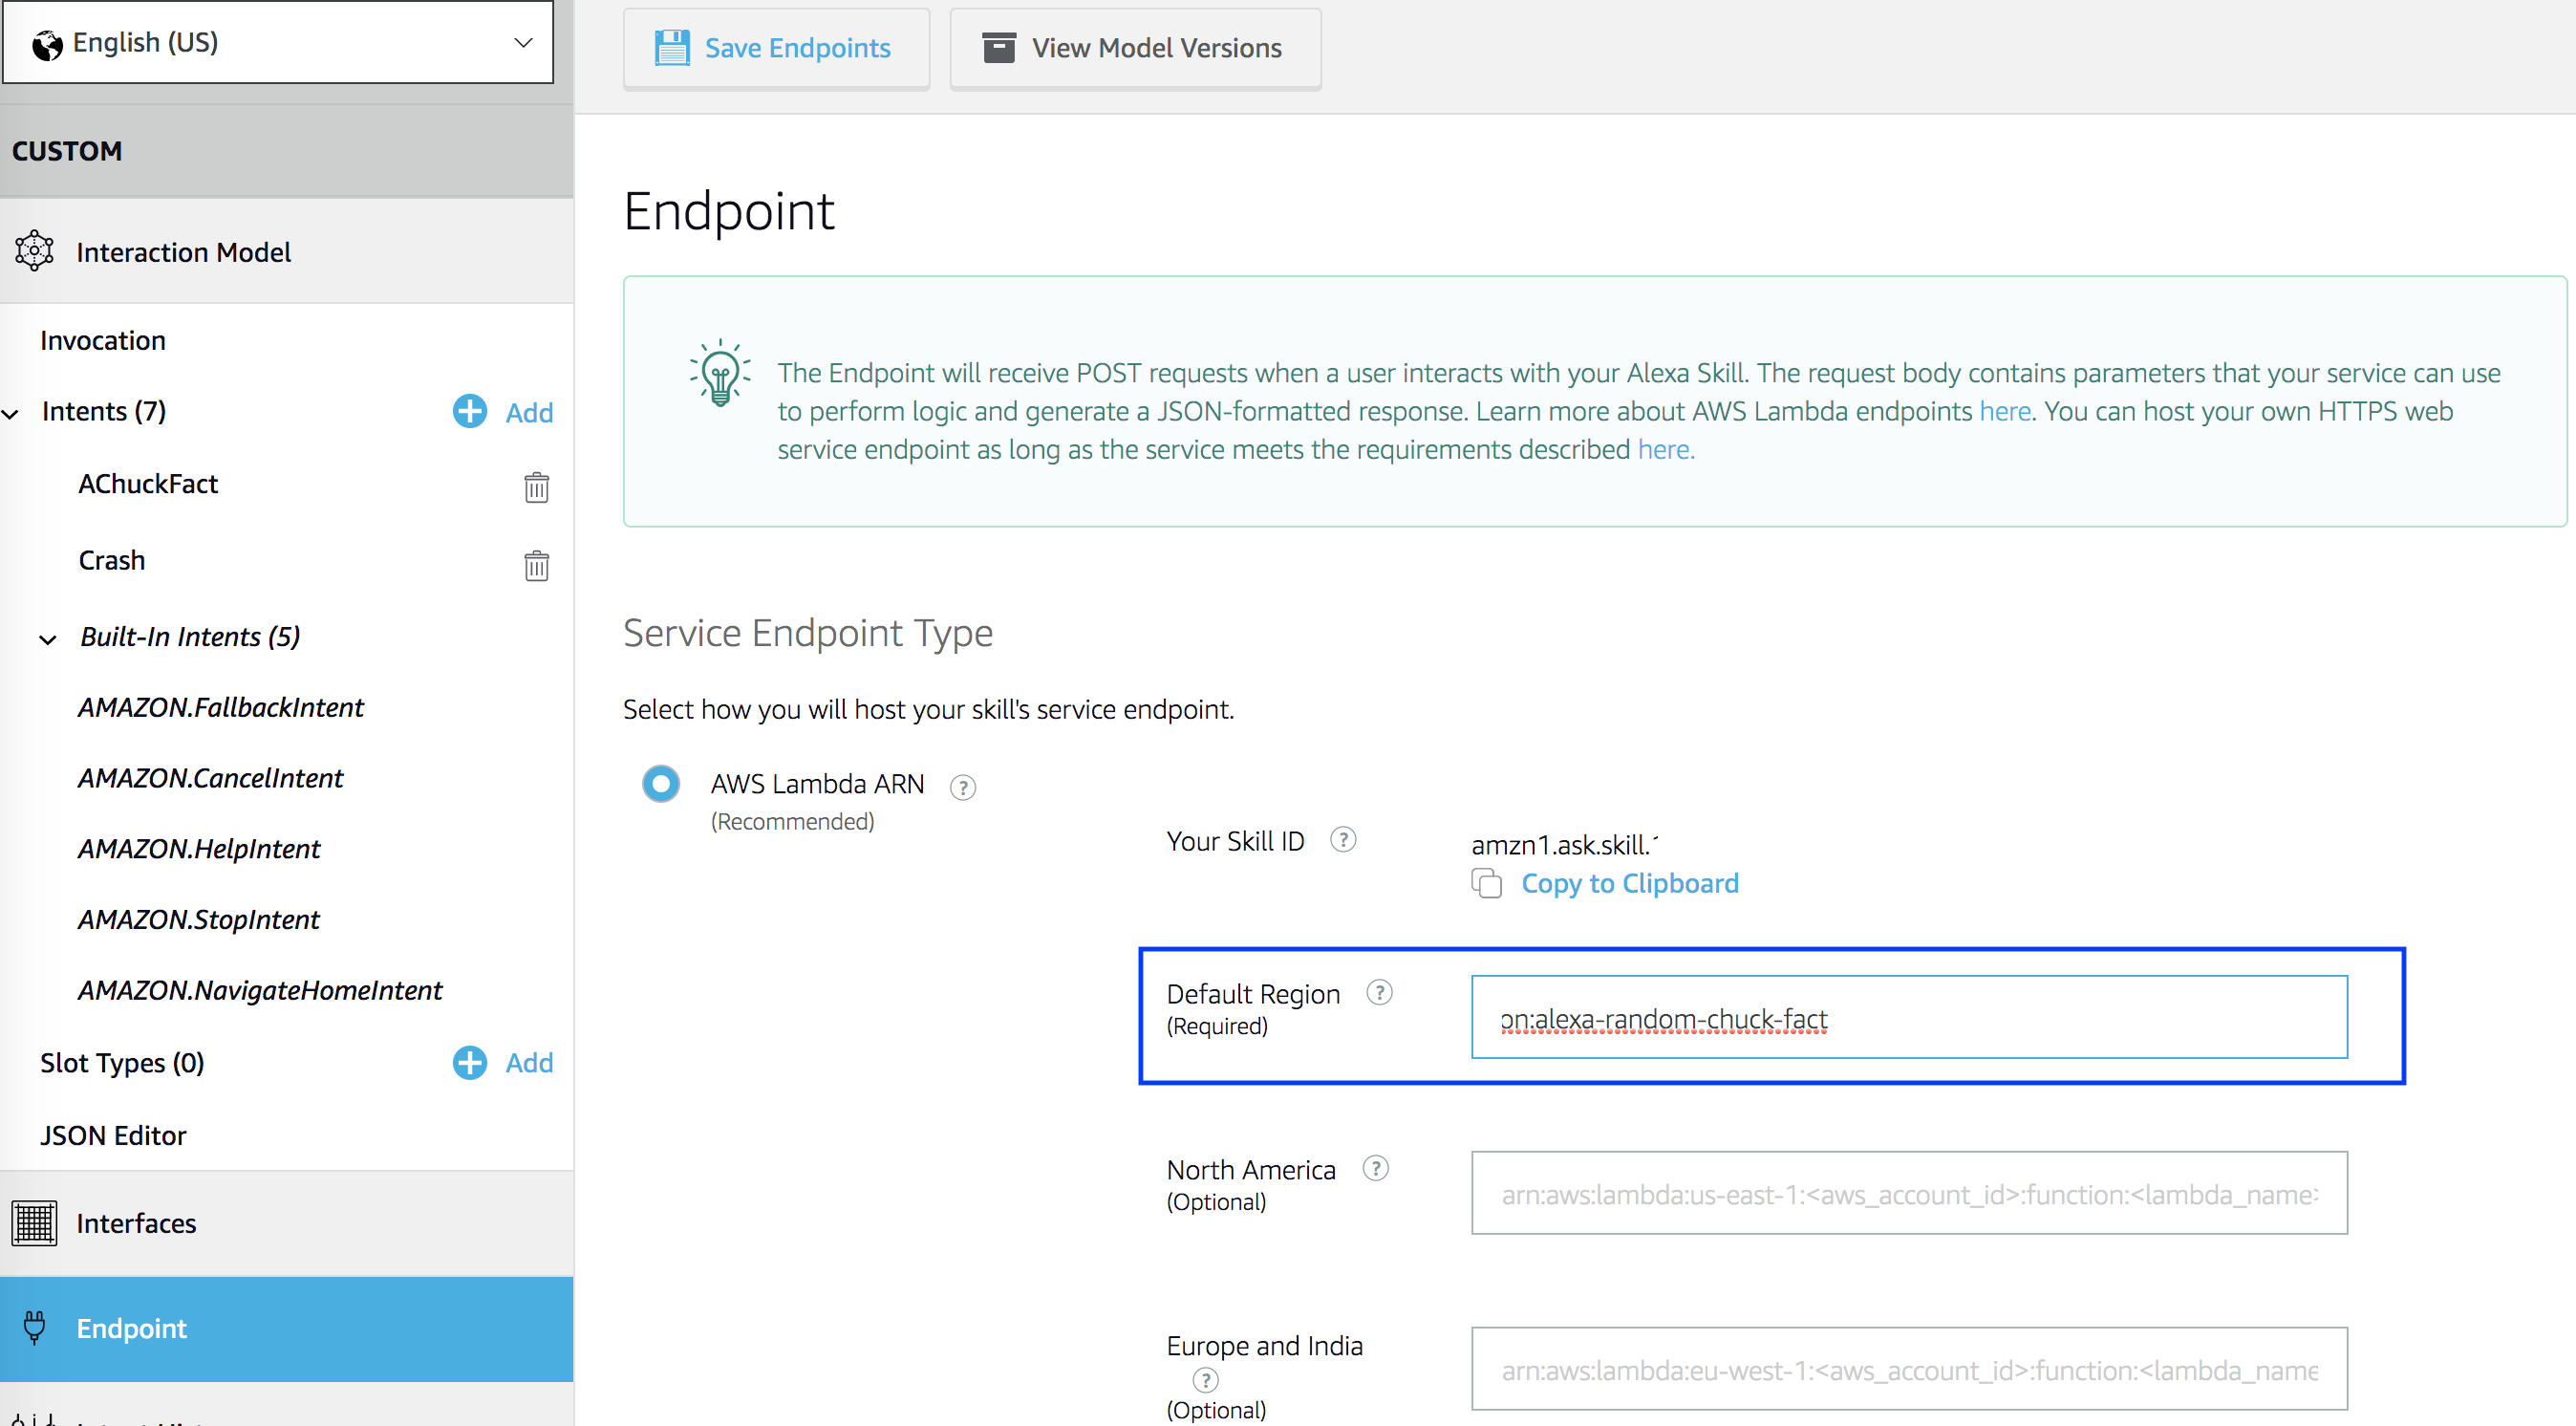 English (US)
Save Endpoints
View Model Versions
CUSTOM
Interaction Model
Invocation
Intents (7)
Add
AChuckFact
Crash
Built-In Intents (5)
AMAZON.FallbackIntent
AMAZON.CancelIntent
AMAZON.HelpIntent
AMAZON.StopIntent
AMAZON.NavigateHomeIntent
Slot Types (0)
Add
JSON Editor
Interfaces
Endpoint
Endpoint
The Endpoint will receive POST requests when a user interacts with your Alexa Skill. The request body contains parameters that your service can use
to perform logic and generate a JSON-formatted response. Learn more about AWS Lambda endpoints here. You can host your own HTTPS web
service endpoint as long as the service meets the requirements described here.
Service Endpoint Type
Select how you will host your skill's service endpoint.
AWS Lambda ARN ?
(Recommended)
Your Skill ID ?
amzn1.ask.skill.
Copy to Clipboard
Default Region ?
(Required)
on:alexa-random-chuck-fact
North America ?
(Optional)
arn:aws:lambda:us-east-1:<aws_account_id>:function:<lambda_name>
Europe and India
?
(Optional)
arn:aws:lambda:eu-west-1:<aws_account_id>:function:<lambda_name